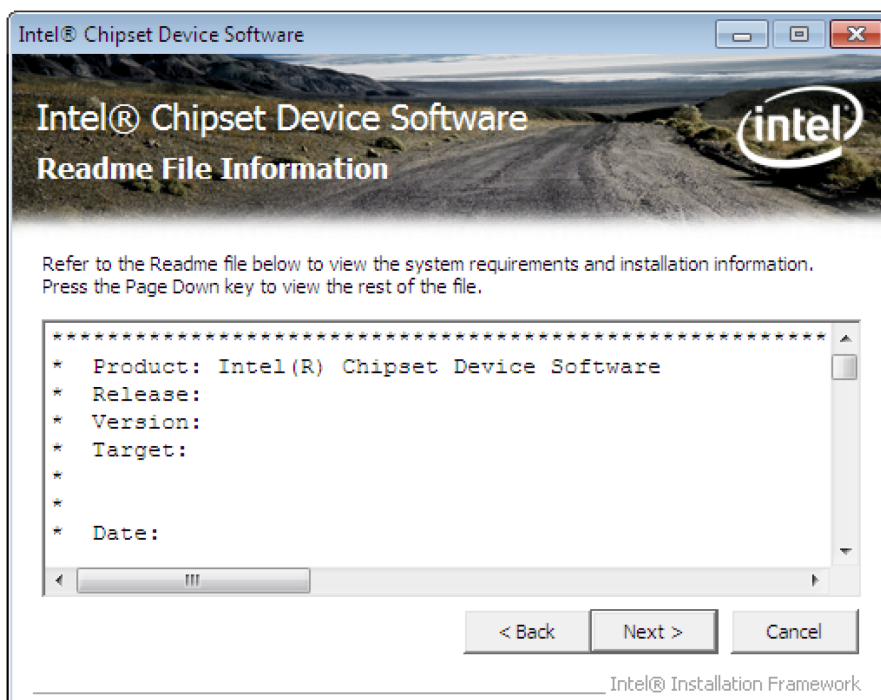 Intel® Chipset Device Software
Intel® Chipset Device Software
intel
Readme File Information
Refer to the Readme file below to view the system requirements and installation information.
Press the Page Down key to view the rest of the file.
********************************************************
* Product: Intel(R) Chipset Device Software
* Release:
* Version:
* Target:
*
*
* Date:
< Back Next > Cancel
Intel® Installation Framework